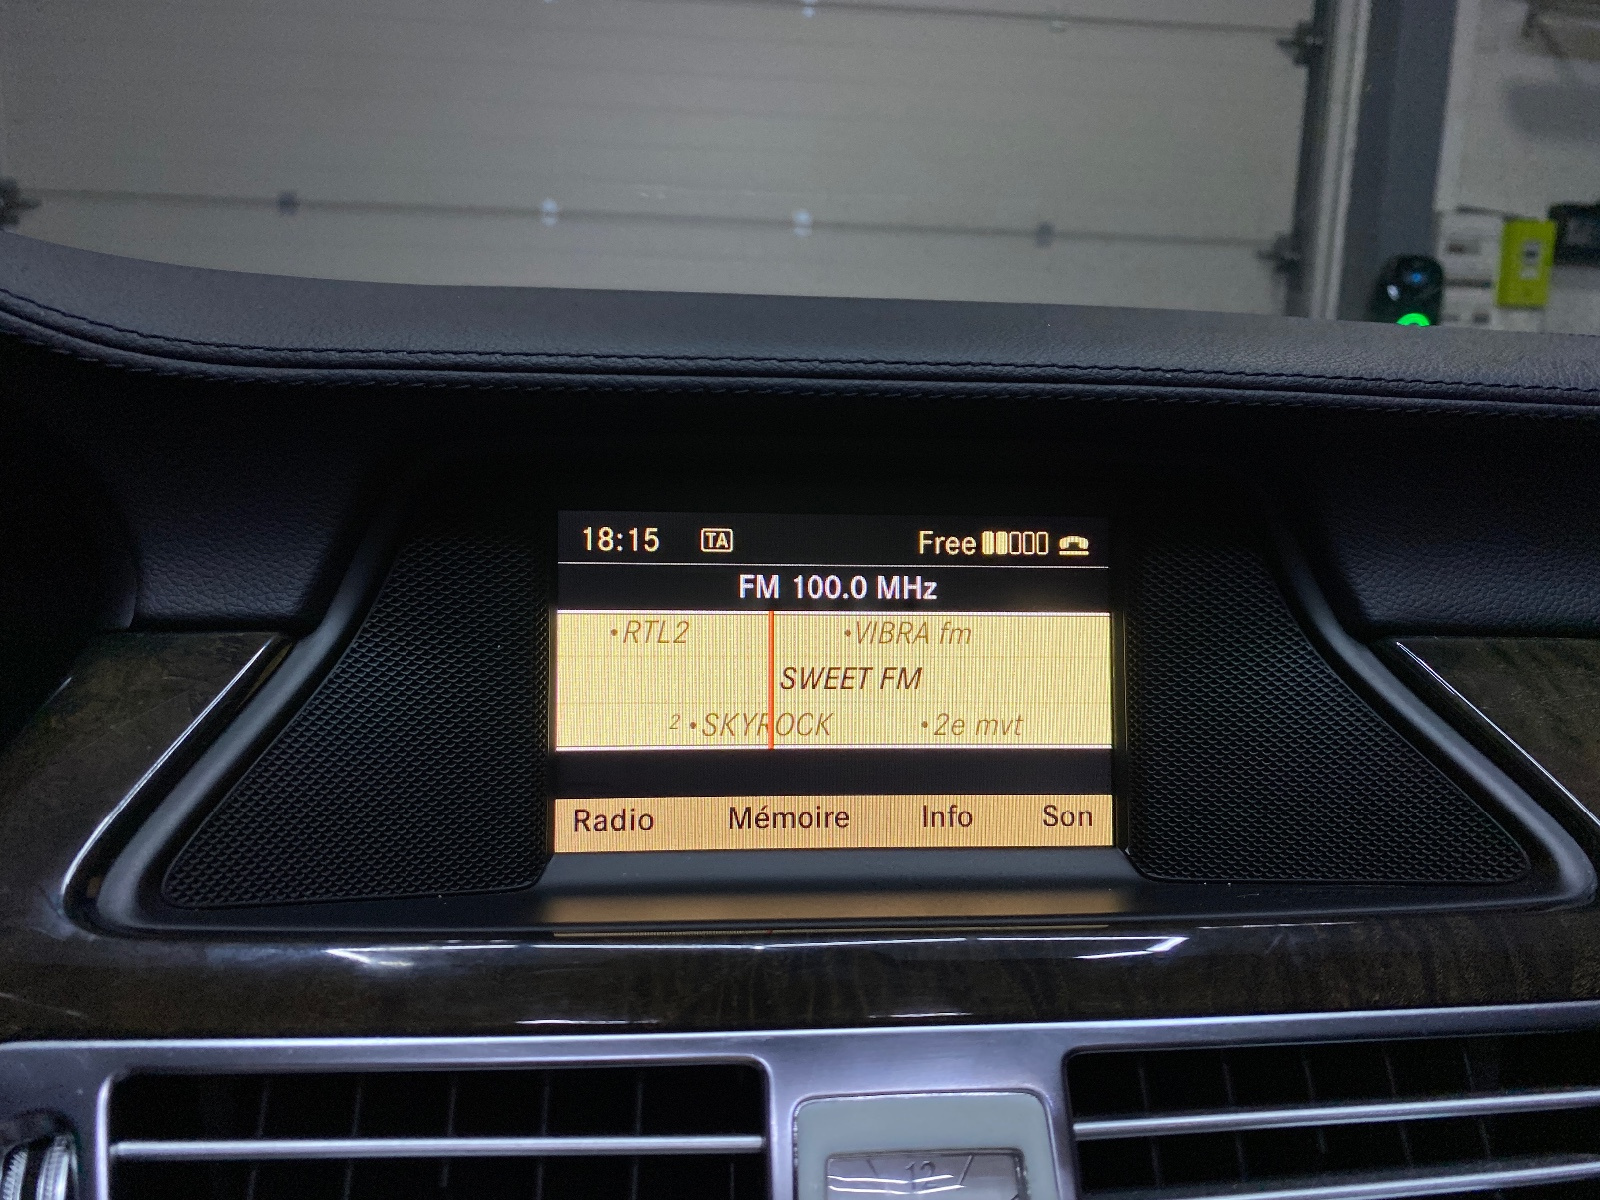 18:15 TA Free
FM 100.0 MHz
•RTL2 •VIBRA fm
SWEET FM
2 •SKYROCK •2e mvt
Radio Mémoire Info Son
12